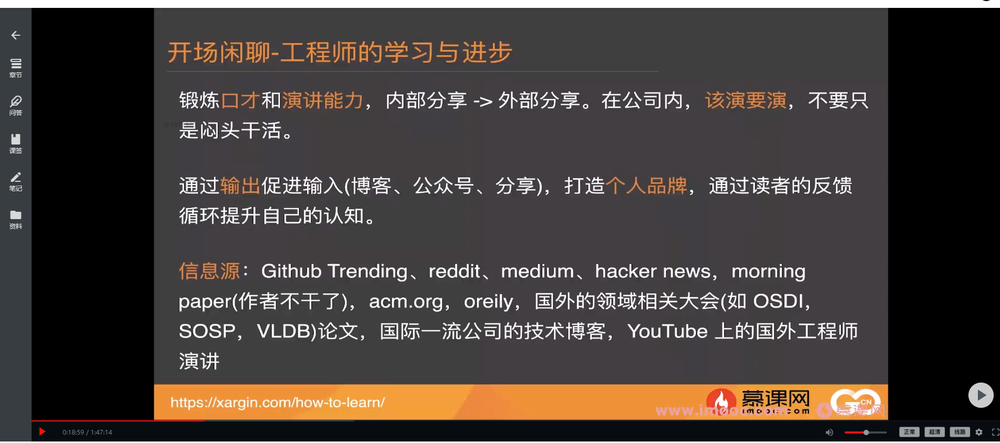 开场闲聊-工程师的学习与进步
锻炼口才和演讲能力，内部分享 -> 外部分享。在公司内，该演要演，不要只
是闷头干活。
通过输出促进输入(博客、公众号、分享)，打造个人品牌，通过读者的反馈
循环提升自己的认知。
信息源：Github Trending、reddit、medium、hacker news，morning
paper(作者不干了)，acm.org，oreily，国外的领域相关大会(如 OSDI，
SOSP，VLDB)论文，国际一流公司的技术博客，YouTube 上的国外工程师
演讲
https://xargin.com/how-to-learn/
慕课网
imooc.com
CN
www.imooc.com
慕课网
章节
问答
课签
笔记
资料
0:18:59 / 1:47:14
正常
超清
线路